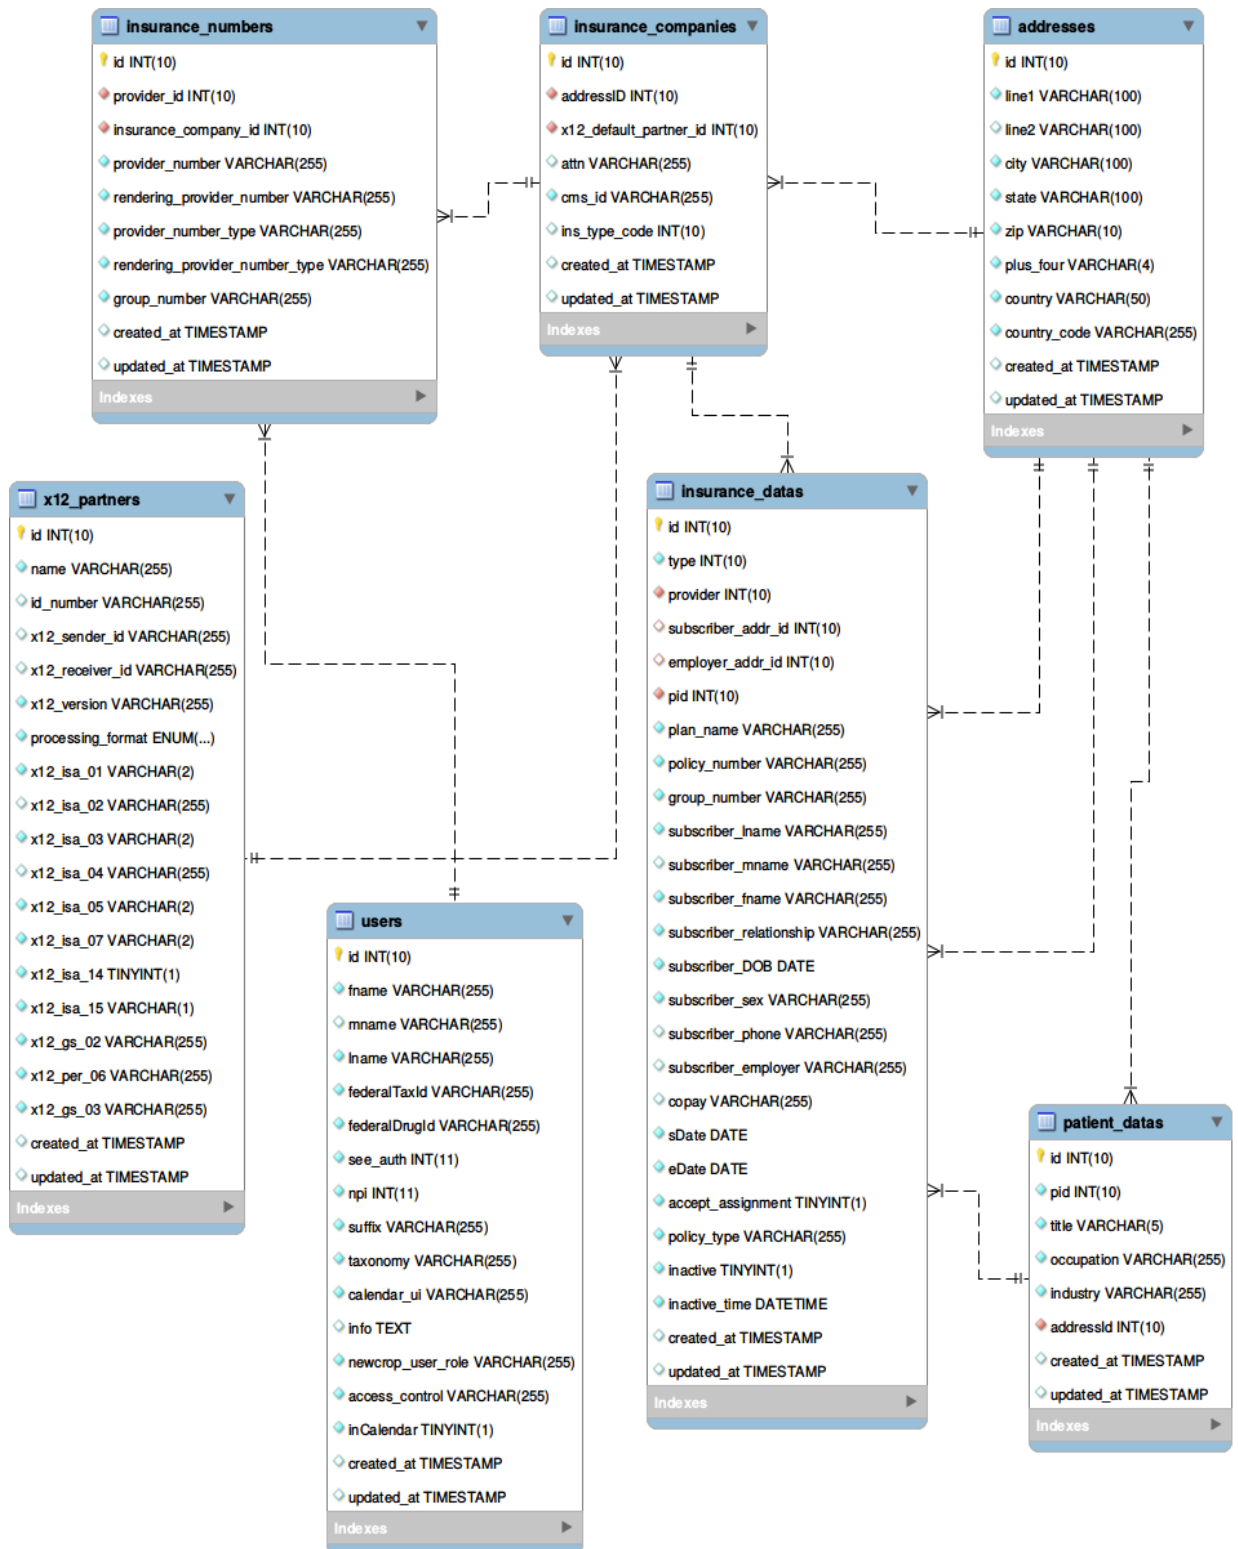 insurance_numbers
id INT(10)
provider_id INT(10)
insurance_company_id INT(10)
provider_number VARCHAR(255)
rendering_provider_number VARCHAR(255)
provider_number_type VARCHAR(255)
rendering_provider_number_type VARCHAR(255)
group_number VARCHAR(255)
created_at TIMESTAMP
updated_at TIMESTAMP
Indexes
insurance_companies
id INT(10)
addressID INT(10)
x12_default_partner_id INT(10)
attn VARCHAR(255)
cms_id VARCHAR(255)
ins_type_code INT(10)
created_at TIMESTAMP
updated_at TIMESTAMP
Indexes
addresses
id INT(10)
line1 VARCHAR(100)
line2 VARCHAR(100)
city VARCHAR(100)
state VARCHAR(100)
zip VARCHAR(10)
plus_four VARCHAR(4)
country VARCHAR(50)
country_code VARCHAR(255)
created_at TIMESTAMP
updated_at TIMESTAMP
Indexes
x12_partners
id INT(10)
name VARCHAR(255)
id_number VARCHAR(255)
x12_sender_id VARCHAR(255)
x12_receiver_id VARCHAR(255)
x12_version VARCHAR(255)
processing_format ENUM(...)
x12_isa_01 VARCHAR(2)
x12_isa_02 VARCHAR(255)
x12_isa_03 VARCHAR(2)
x12_isa_04 VARCHAR(255)
x12_isa_05 VARCHAR(2)
x12_isa_07 VARCHAR(2)
x12_isa_14 TINYINT(1)
x12_isa_15 VARCHAR(1)
x12_gs_02 VARCHAR(255)
x12_per_06 VARCHAR(255)
x12_gs_03 VARCHAR(255)
created_at TIMESTAMP
updated_at TIMESTAMP
Indexes
insurance_datas
id INT(10)
type INT(10)
provider INT(10)
subscriber_addr_id INT(10)
employer_addr_id INT(10)
pid INT(10)
plan_name VARCHAR(255)
policy_number VARCHAR(255)
group_number VARCHAR(255)
subscriber_lname VARCHAR(255)
subscriber_mname VARCHAR(255)
subscriber_fname VARCHAR(255)
subscriber_relationship VARCHAR(255)
subscriber_DOB DATE
subscriber_sex VARCHAR(255)
subscriber_phone VARCHAR(255)
subscriber_employer VARCHAR(255)
copay VARCHAR(255)
sDate DATE
eDate DATE
accept_assignment TINYINT(1)
policy_type VARCHAR(255)
inactive TINYINT(1)
inactive_time DATETIME
created_at TIMESTAMP
updated_at TIMESTAMP
Indexes
users
id INT(10)
fname VARCHAR(255)
mname VARCHAR(255)
lname VARCHAR(255)
federalTaxId VARCHAR(255)
federalDrugId VARCHAR(255)
see_auth INT(11)
npi INT(11)
suffix VARCHAR(255)
taxonomy VARCHAR(255)
calendar_ui VARCHAR(255)
info TEXT
newcrop_user_role VARCHAR(255)
access_control VARCHAR(255)
inCalendar TINYINT(1)
created_at TIMESTAMP
updated_at TIMESTAMP
Indexes
patient_datas
id INT(10)
pid INT(10)
title VARCHAR(5)
occupation VARCHAR(255)
industry VARCHAR(255)
addressId INT(10)
created_at TIMESTAMP
updated_at TIMESTAMP
Indexes